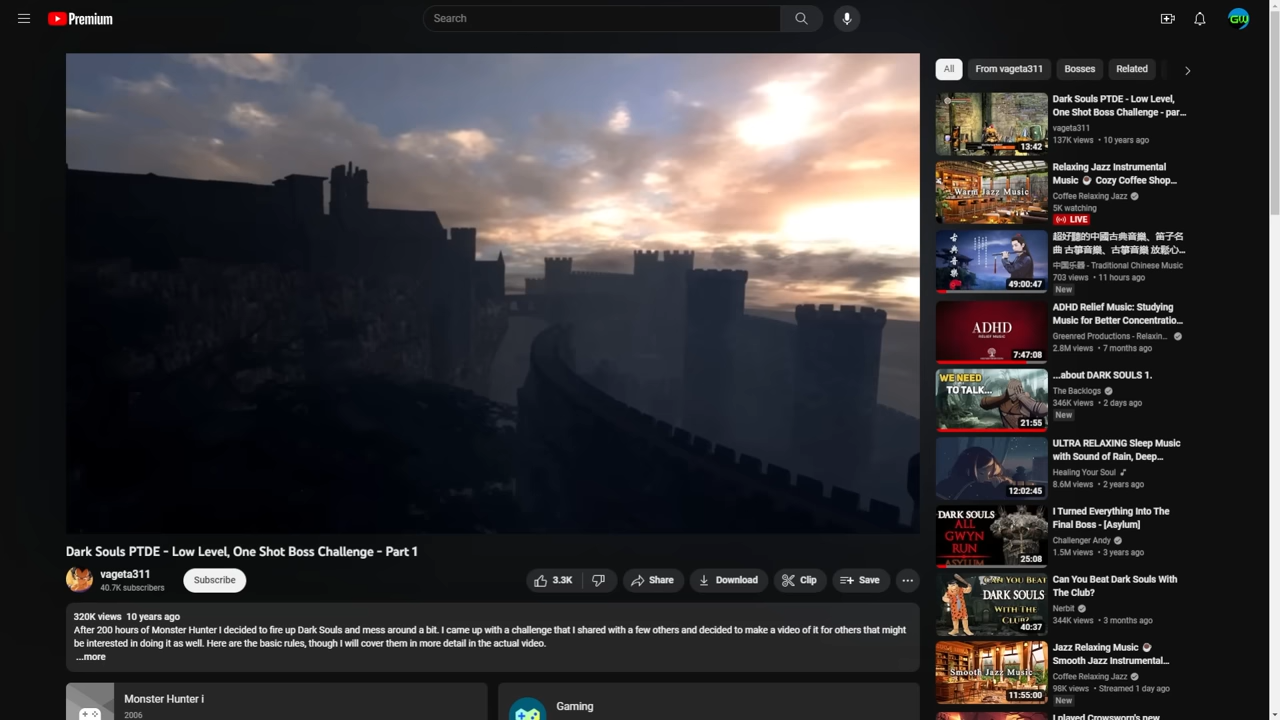 Premium
Search
GW
All
From vageta311
Bosses
Related
Dark Souls PTDE - Low Level, One Shot Boss Challenge - Part 1
vageta311
40.7K subscribers
Subscribe
3.3K
Share
Download
Clip
Save
320K views 10 years ago
After 200 hours of Monster Hunter I decided to fire up Dark Souls and mess around a bit. I came up with a challenge that I shared with a few others and decided to make a video of it for others that might
be interested in doing it as well. Here are the basic rules, though I will cover them in more detail in the actual video.
...more
Monster Hunter i
2006
Gaming
13:42
Dark Souls PTDE - Low Level,
One Shot Boss Challenge - par...
vageta311
137K views • 10 years ago
Warm Jazz Music
Relaxing Jazz Instrumental
Music ☕ Cozy Coffee Shop...
Coffee Relaxing Jazz
5K watching
LIVE
古典音樂
49:00:47
超好聽的中國古典音樂、笛子名
曲 古箏音樂、古箏音樂 放鬆心...
中国乐器 - Traditional Chinese Music
703 views • 11 hours ago
New
ADHD
RELIEF MUSIC
7:47:08
ADHD Relief Music: Studying
Music for Better Concentratio...
Greenred Productions - Relaxin...
2.8M views • 7 months ago
WE NEED
TO TALK...
21:55
...about DARK SOULS 1.
The Backlogs
346K views • 2 days ago
New
12:02:45
ULTRA RELAXING Sleep Music
with Sound of Rain, Deep...
Healing Your Soul
8.6M views • 2 years ago
DARK SOULS
ALL
GWYN
RUN
ASYLUM
25:08
I Turned Everything Into The
Final Boss - [Asylum]
Challenger Andy
1.5M views • 3 years ago
CAN YOU BEAT
DARK SOULS
WITH THE
CLUB?
40:37
Can You Beat Dark Souls With
The Club?
Nerbit
344K views • 3 months ago
Smooth Jazz Music
11:55:00
Jazz Relaxing Music ☕
Smooth Jazz Instrumental...
Coffee Relaxing Jazz
98K views • Streamed 1 day ago
New
I played Crowsworn's new